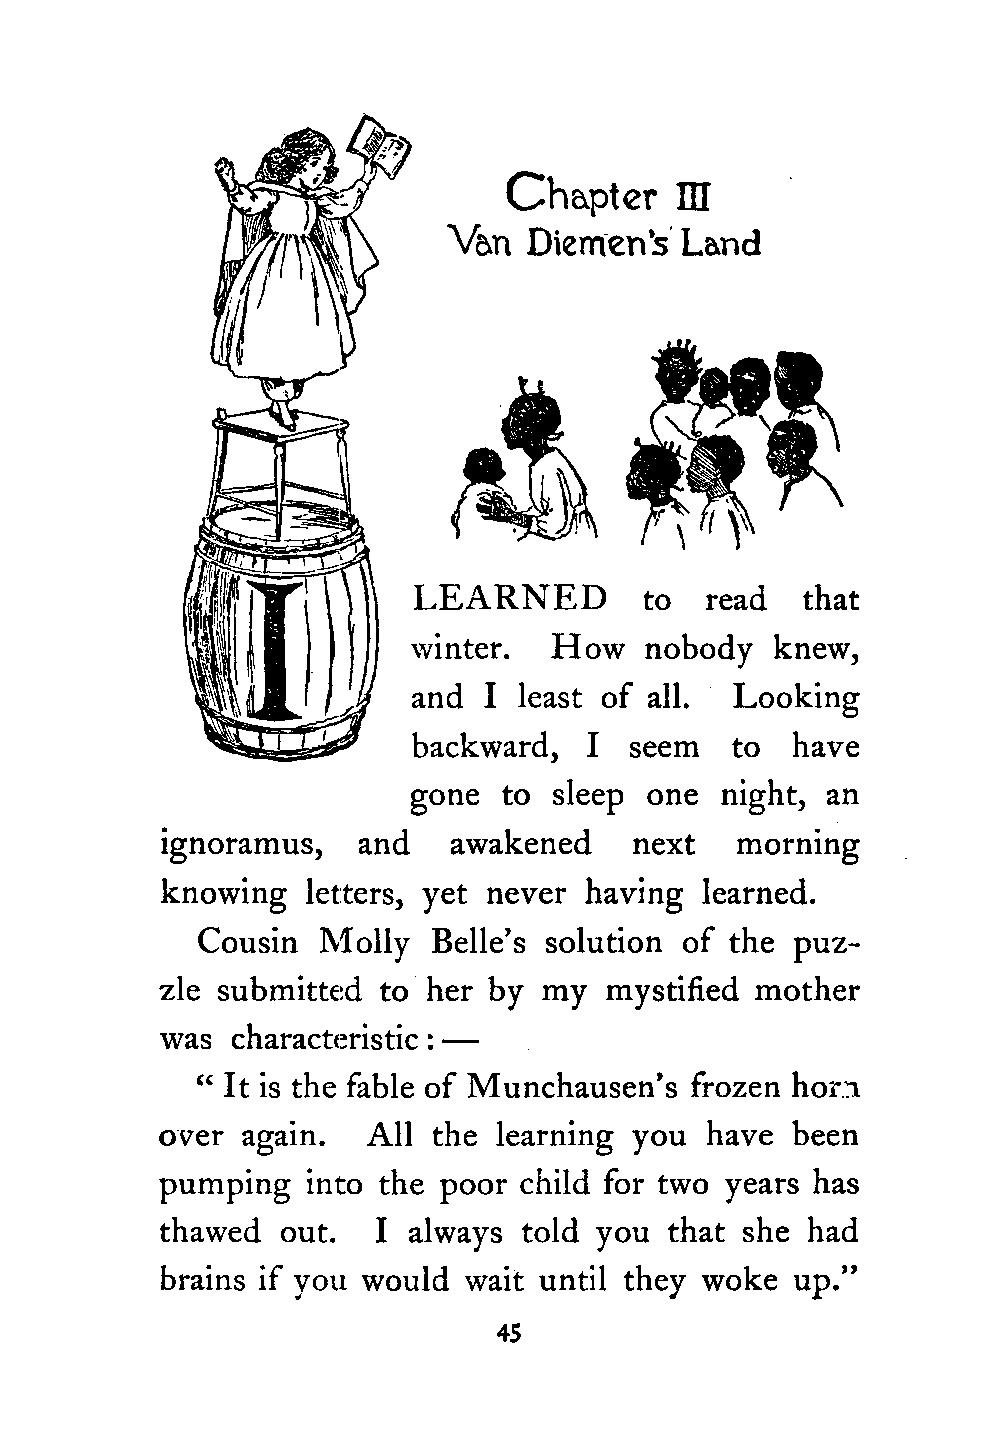 Chapter III
Van Diemen's Land
I LEARNED to read that
winter. How nobody knew,
and I least of all. Looking
backward, I seem to have
gone to sleep one night, an
ignoramus, and awakened next morning
knowing letters, yet never having learned.
Cousin Molly Belle's solution of the puz-
zle submitted to her by my mystified mother
was characteristic: —
“ It is the fable of Munchausen's frozen horn
over again. All the learning you have been
pumping into the poor child for two years has
thawed out. I always told you that she had
brains if you would wait until they woke up.”
45